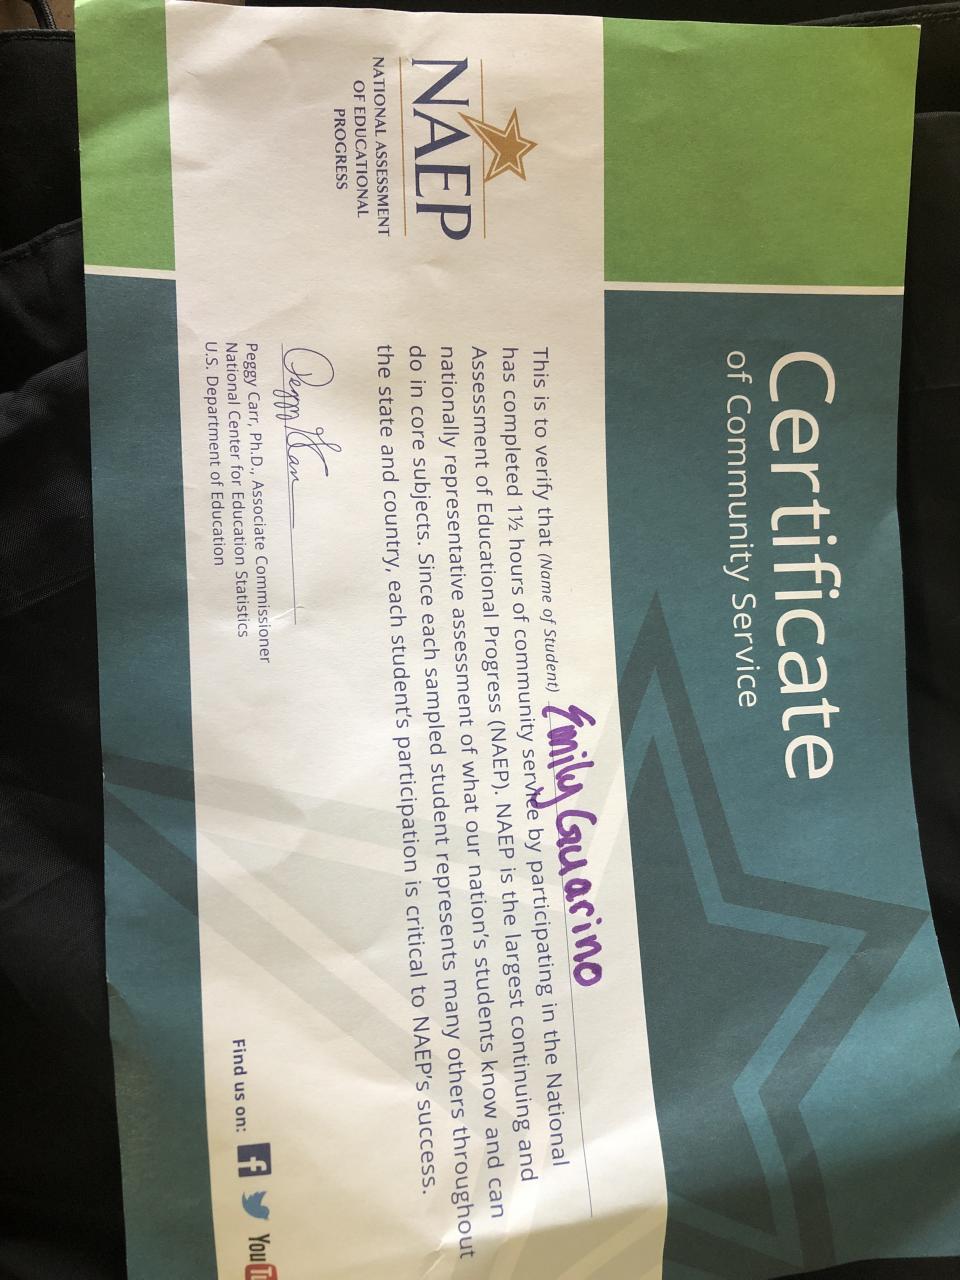 Certificate
of Community Service
NAEP
NATIONAL ASSESSMENT
OF EDUCATIONAL
PROGRESS
This is to verify that (Name of Student) Emily Guarino
has completed 1½ hours of community service by participating in the National
Assessment of Educational Progress (NAEP). NAEP is the largest continuing and
nationally representative assessment of what our nation's students know and can
do in core subjects. Since each sampled student represents many others throughout
the state and country, each student's participation is critical to NAEP's success.
Peggy Carr
Peggy Carr, Ph.D., Associate Commissioner
National Center for Education Statistics
U.S. Department of Education
Find us on: f You